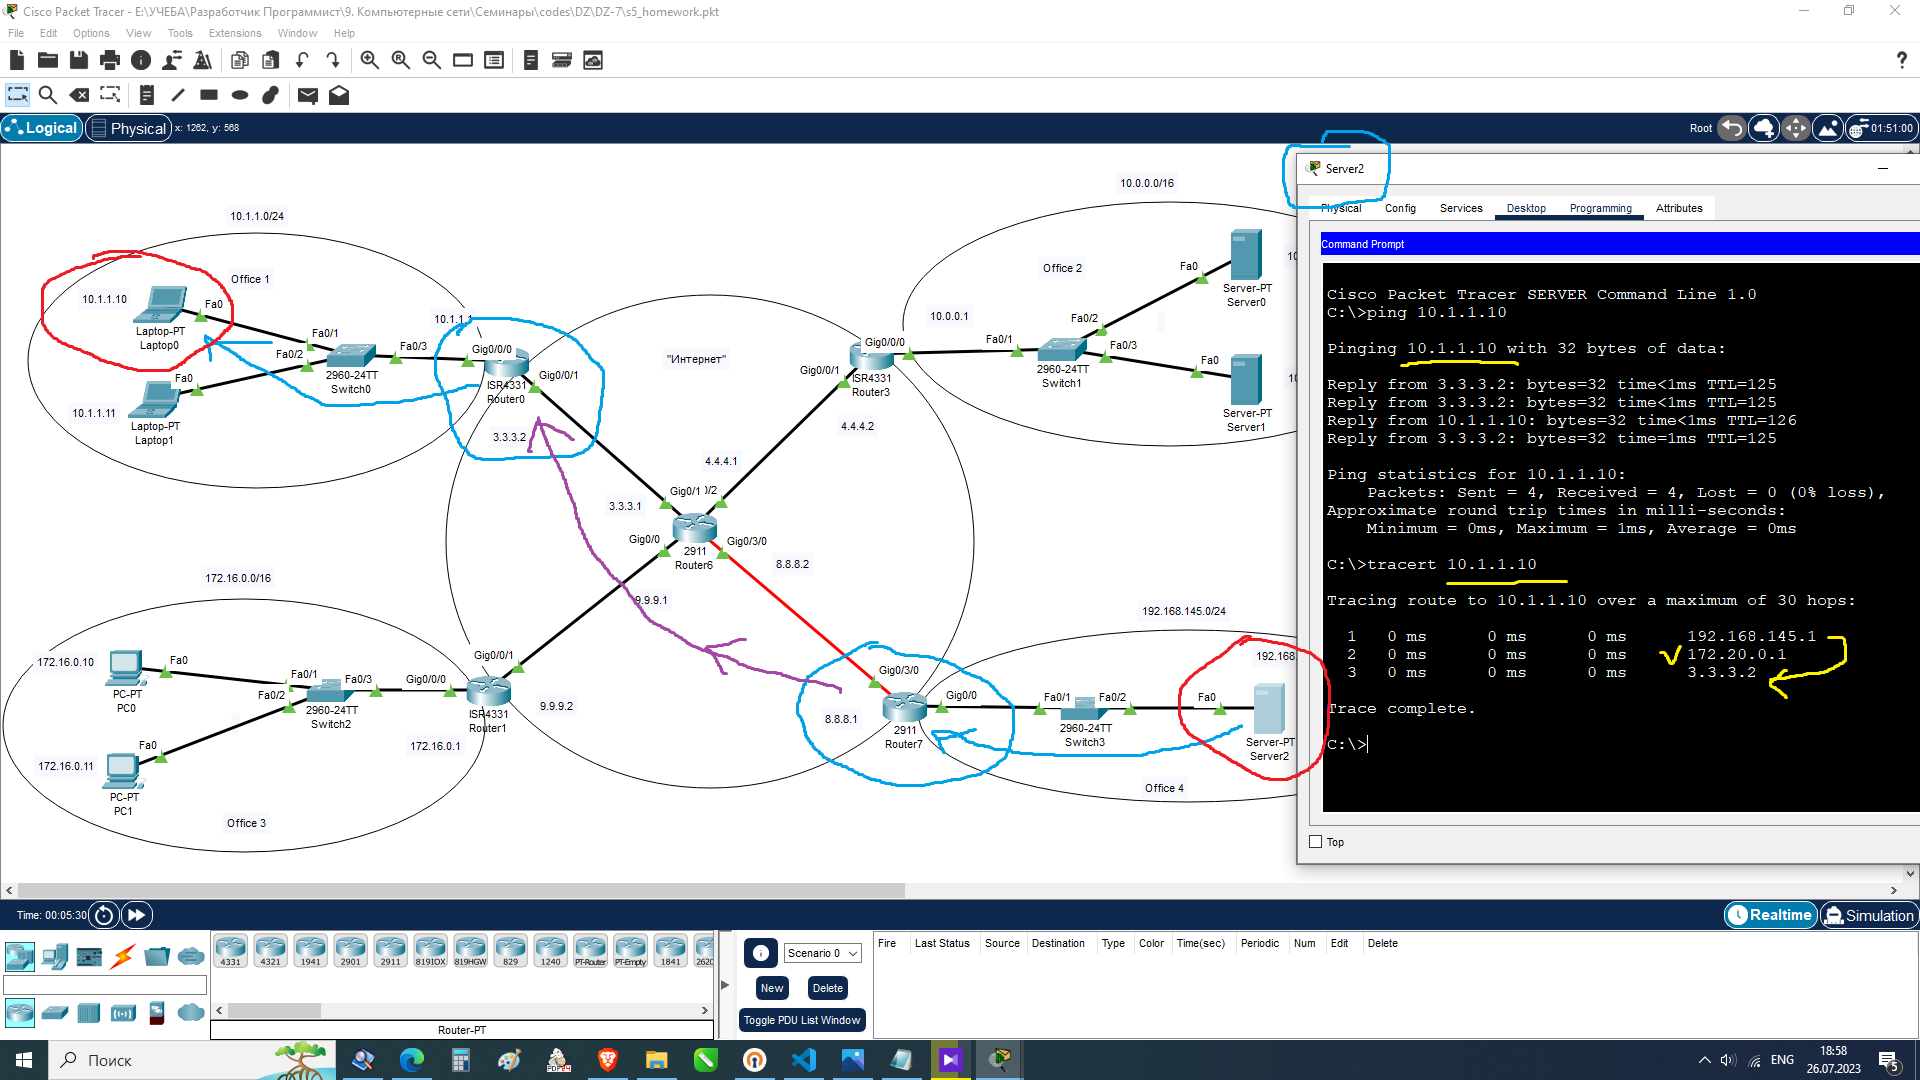 Cisco Packet Tracer - E:\УЧЕБА\Разработчик Программист\9. Компьютерные сети\Семинары\codes\DZ\DZ-7\s5_homework.pkt
File Edit Options View Tools Extensions Window Help
Logical Physical x: 1262, y: 568 Root 01:51:00
10.1.1.0/24
Office 1
10.1.1.10
Fa0
Laptop-PT
Laptop0
Fa0/1
Fa0/2
Fa0/3
2960-24TT
Switch0
Fa0
10.1.1.11
Laptop-PT
Laptop1
10.1.1.1
Gig0/0/0
Gig0/0/1
ISR4331
Router0
3.3.3.2
"Интернет"
10.0.0.0/16
Office 2
10.0.0.1
Gig0/0/0
Gig0/0/1
ISR4331
Router3
4.4.4.2
Fa0/1
Fa0/2
Fa0/3
2960-24TT
Switch1
Fa0
Server-PT
Server0
Fa0
Server-PT
Server1
4.4.4.1
Gig0/1
3.3.3.1
Gig0/0
Gig0/3/0
2911
Router6
8.8.8.2
9.9.9.1
172.16.0.0/16
172.16.0.10
Fa0
PC-PT
PC0
Fa0/1
Fa0/2
Fa0/3
2960-24TT
Switch2
Gig0/0/0
Gig0/0/1
ISR4331
Router1
9.9.9.2
172.16.0.1
Fa0
172.16.0.11
PC-PT
PC1
Office 3
192.168.145.0/24
192.168.
Gig0/3/0
Gig0/0
8.8.8.1
2911
Router7
Fa0/1
Fa0/2
2960-24TT
Switch3
Fa0
Server-PT
Server2
Office 4
Server2
Physical Config Services Desktop Programming Attributes
Command Prompt
Cisco Packet Tracer SERVER Command Line 1.0
C:\>ping 10.1.1.10
Pinging 10.1.1.10 with 32 bytes of data:
Reply from 3.3.3.2: bytes=32 time<1ms TTL=125
Reply from 3.3.3.2: bytes=32 time<1ms TTL=125
Reply from 10.1.1.10: bytes=32 time<1ms TTL=126
Reply from 3.3.3.2: bytes=32 time=1ms TTL=125
Ping statistics for 10.1.1.10:
Packets: Sent = 4, Received = 4, Lost = 0 (0% loss),
Approximate round trip times in milli-seconds:
Minimum = 0ms, Maximum = 1ms, Average = 0ms
C:\>tracert 10.1.1.10
Tracing route to 10.1.1.10 over a maximum of 30 hops:
1 0 ms 0 ms 0 ms 192.168.145.1
2 0 ms 0 ms 0 ms 172.20.0.1
3 0 ms 0 ms 0 ms 3.3.3.2
Trace complete.
C:\>
Top
Time: 00:05:30 Realtime Simulation
4331 4321 1941 2901 2911 819IOX 819HGW 829 1240 PT-Router PT-Empty 1841 2620
Router-PT
Scenario 0
New Delete
Toggle PDU List Window
Fire Last Status Source Destination Type Color Time(sec) Periodic Num Edit Delete
Поиск
ENG
18:58
26.07.2023
5